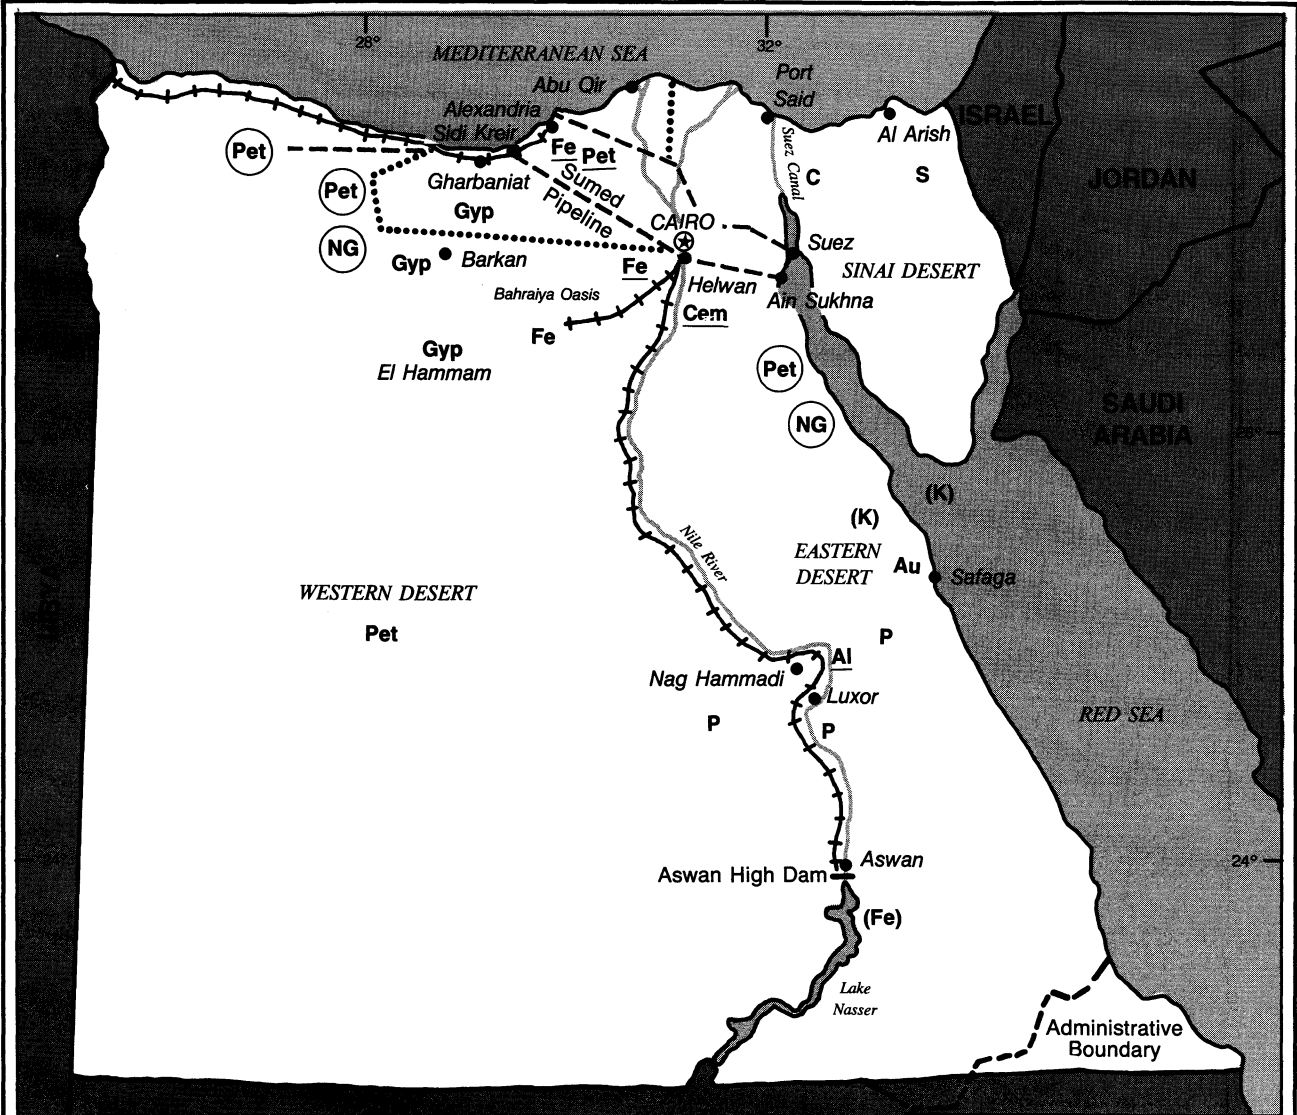 28°
32°
MEDITERRANEAN SEA
Abu Qir
Port
Said
Alexandria
Sidi Kreir
Al Arish
ISRAEL
Pet
Fe
Pet
Suez Canal
C
S
JORDAN
Gharbaniat
Sumed
Pipeline
Pet
Gyp
CAIRO
NG
Gyp
Barkan
Fe
Suez
SINAI DESERT
Helwan
Ain Sukhna
Bahraiya Oasis
Cem
Fe
Gyp
El Hammam
Pet
NG
SAUDI
ARABIA
28°
(K)
(K)
Nile River
EASTERN
DESERT
Au
Safaga
LIBYA
WESTERN DESERT
Pet
P
Al
Nag Hammadi
Luxor
P
P
RED SEA
Aswan
24°
Aswan High Dam
(Fe)
Lake
Nasser
Administrative
Boundary